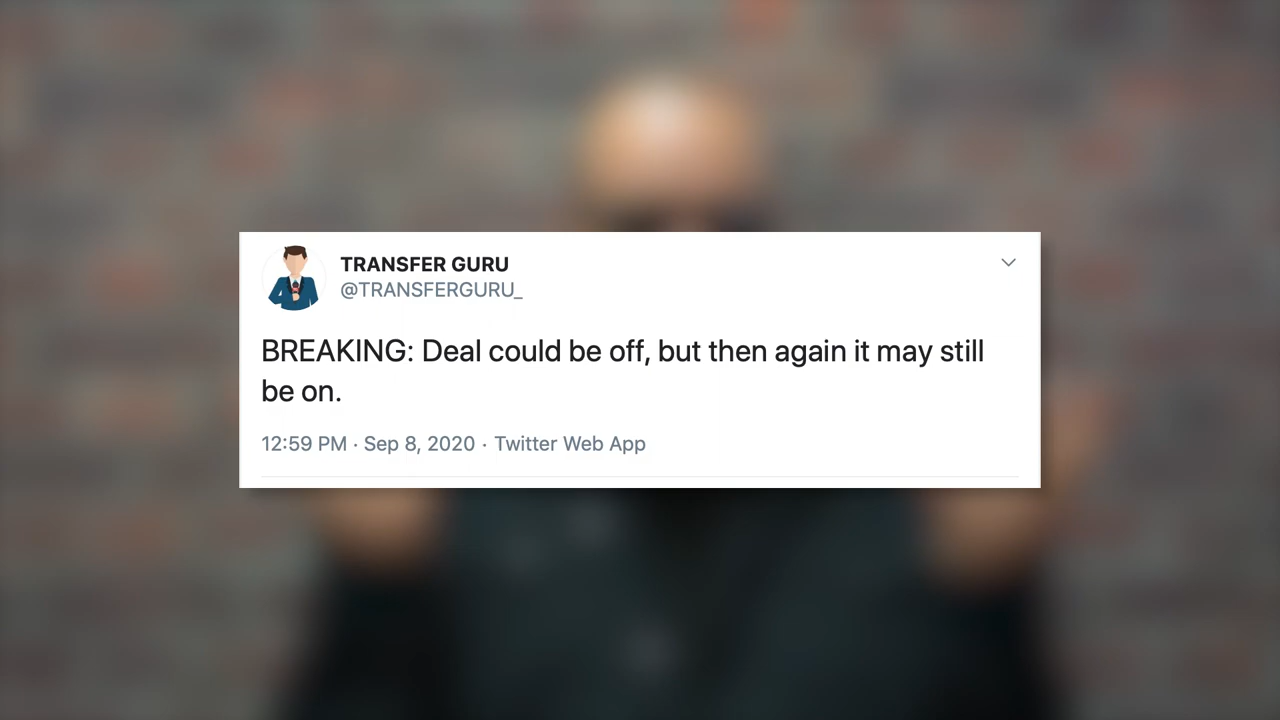 TRANSFER GURU
@TRANSFERGURU_
BREAKING: Deal could be off, but then again it may still
be on.
12:59 PM · Sep 8, 2020 · Twitter Web App